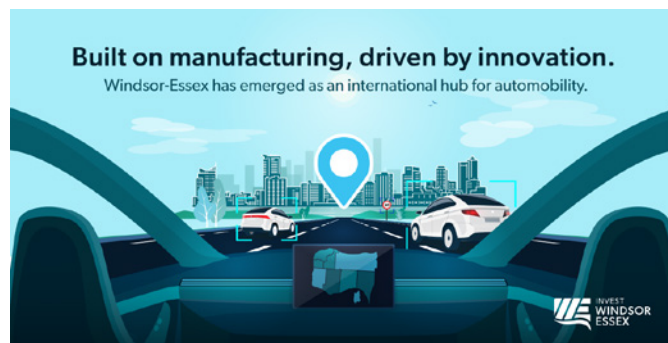 Built on manufacturing, driven by innovation.
Windsor-Essex has emerged as an international hub for automobility.
INVEST
WINDSOR
ESSEX